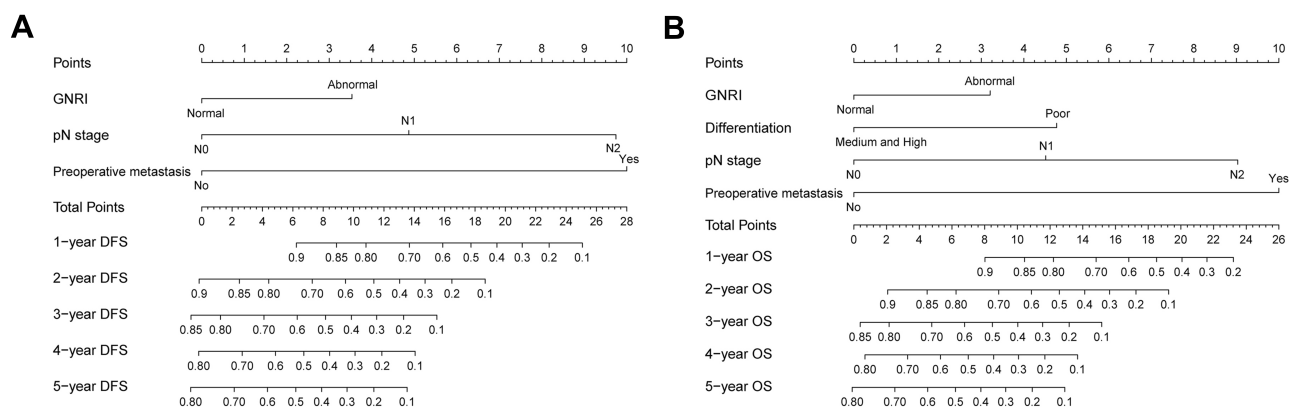 A
Points 0 1 2 3 4 5 6 7 8 9 10
GNRI Normal Abnormal
pN stage N0 N1 N2
Preoperative metastasis No Yes
Total Points 0 2 4 6 8 10 12 14 16 18 20 22 24 26 28
1−year DFS 0.9 0.85 0.80 0.70 0.6 0.5 0.4 0.3 0.2 0.1
2−year DFS 0.9 0.85 0.80 0.70 0.6 0.5 0.4 0.3 0.2 0.1
3−year DFS 0.85 0.80 0.70 0.6 0.5 0.4 0.3 0.2 0.1
4−year DFS 0.80 0.70 0.6 0.5 0.4 0.3 0.2 0.1
5−year DFS 0.80 0.70 0.6 0.5 0.4 0.3 0.2 0.1
B
Points 0 1 2 3 4 5 6 7 8 9 10
GNRI Normal Abnormal
Differentiation Medium and High Poor
pN stage N0 N1 N2
Preoperative metastasis No Yes
Total Points 0 2 4 6 8 10 12 14 16 18 20 22 24 26
1−year OS 0.9 0.85 0.80 0.70 0.6 0.5 0.4 0.3 0.2
2−year OS 0.9 0.85 0.80 0.70 0.6 0.5 0.4 0.3 0.2 0.1
3−year OS 0.85 0.80 0.70 0.6 0.5 0.4 0.3 0.2 0.1
4−year OS 0.80 0.70 0.6 0.5 0.4 0.3 0.2 0.1
5−year OS 0.80 0.70 0.6 0.5 0.4 0.3 0.2 0.1